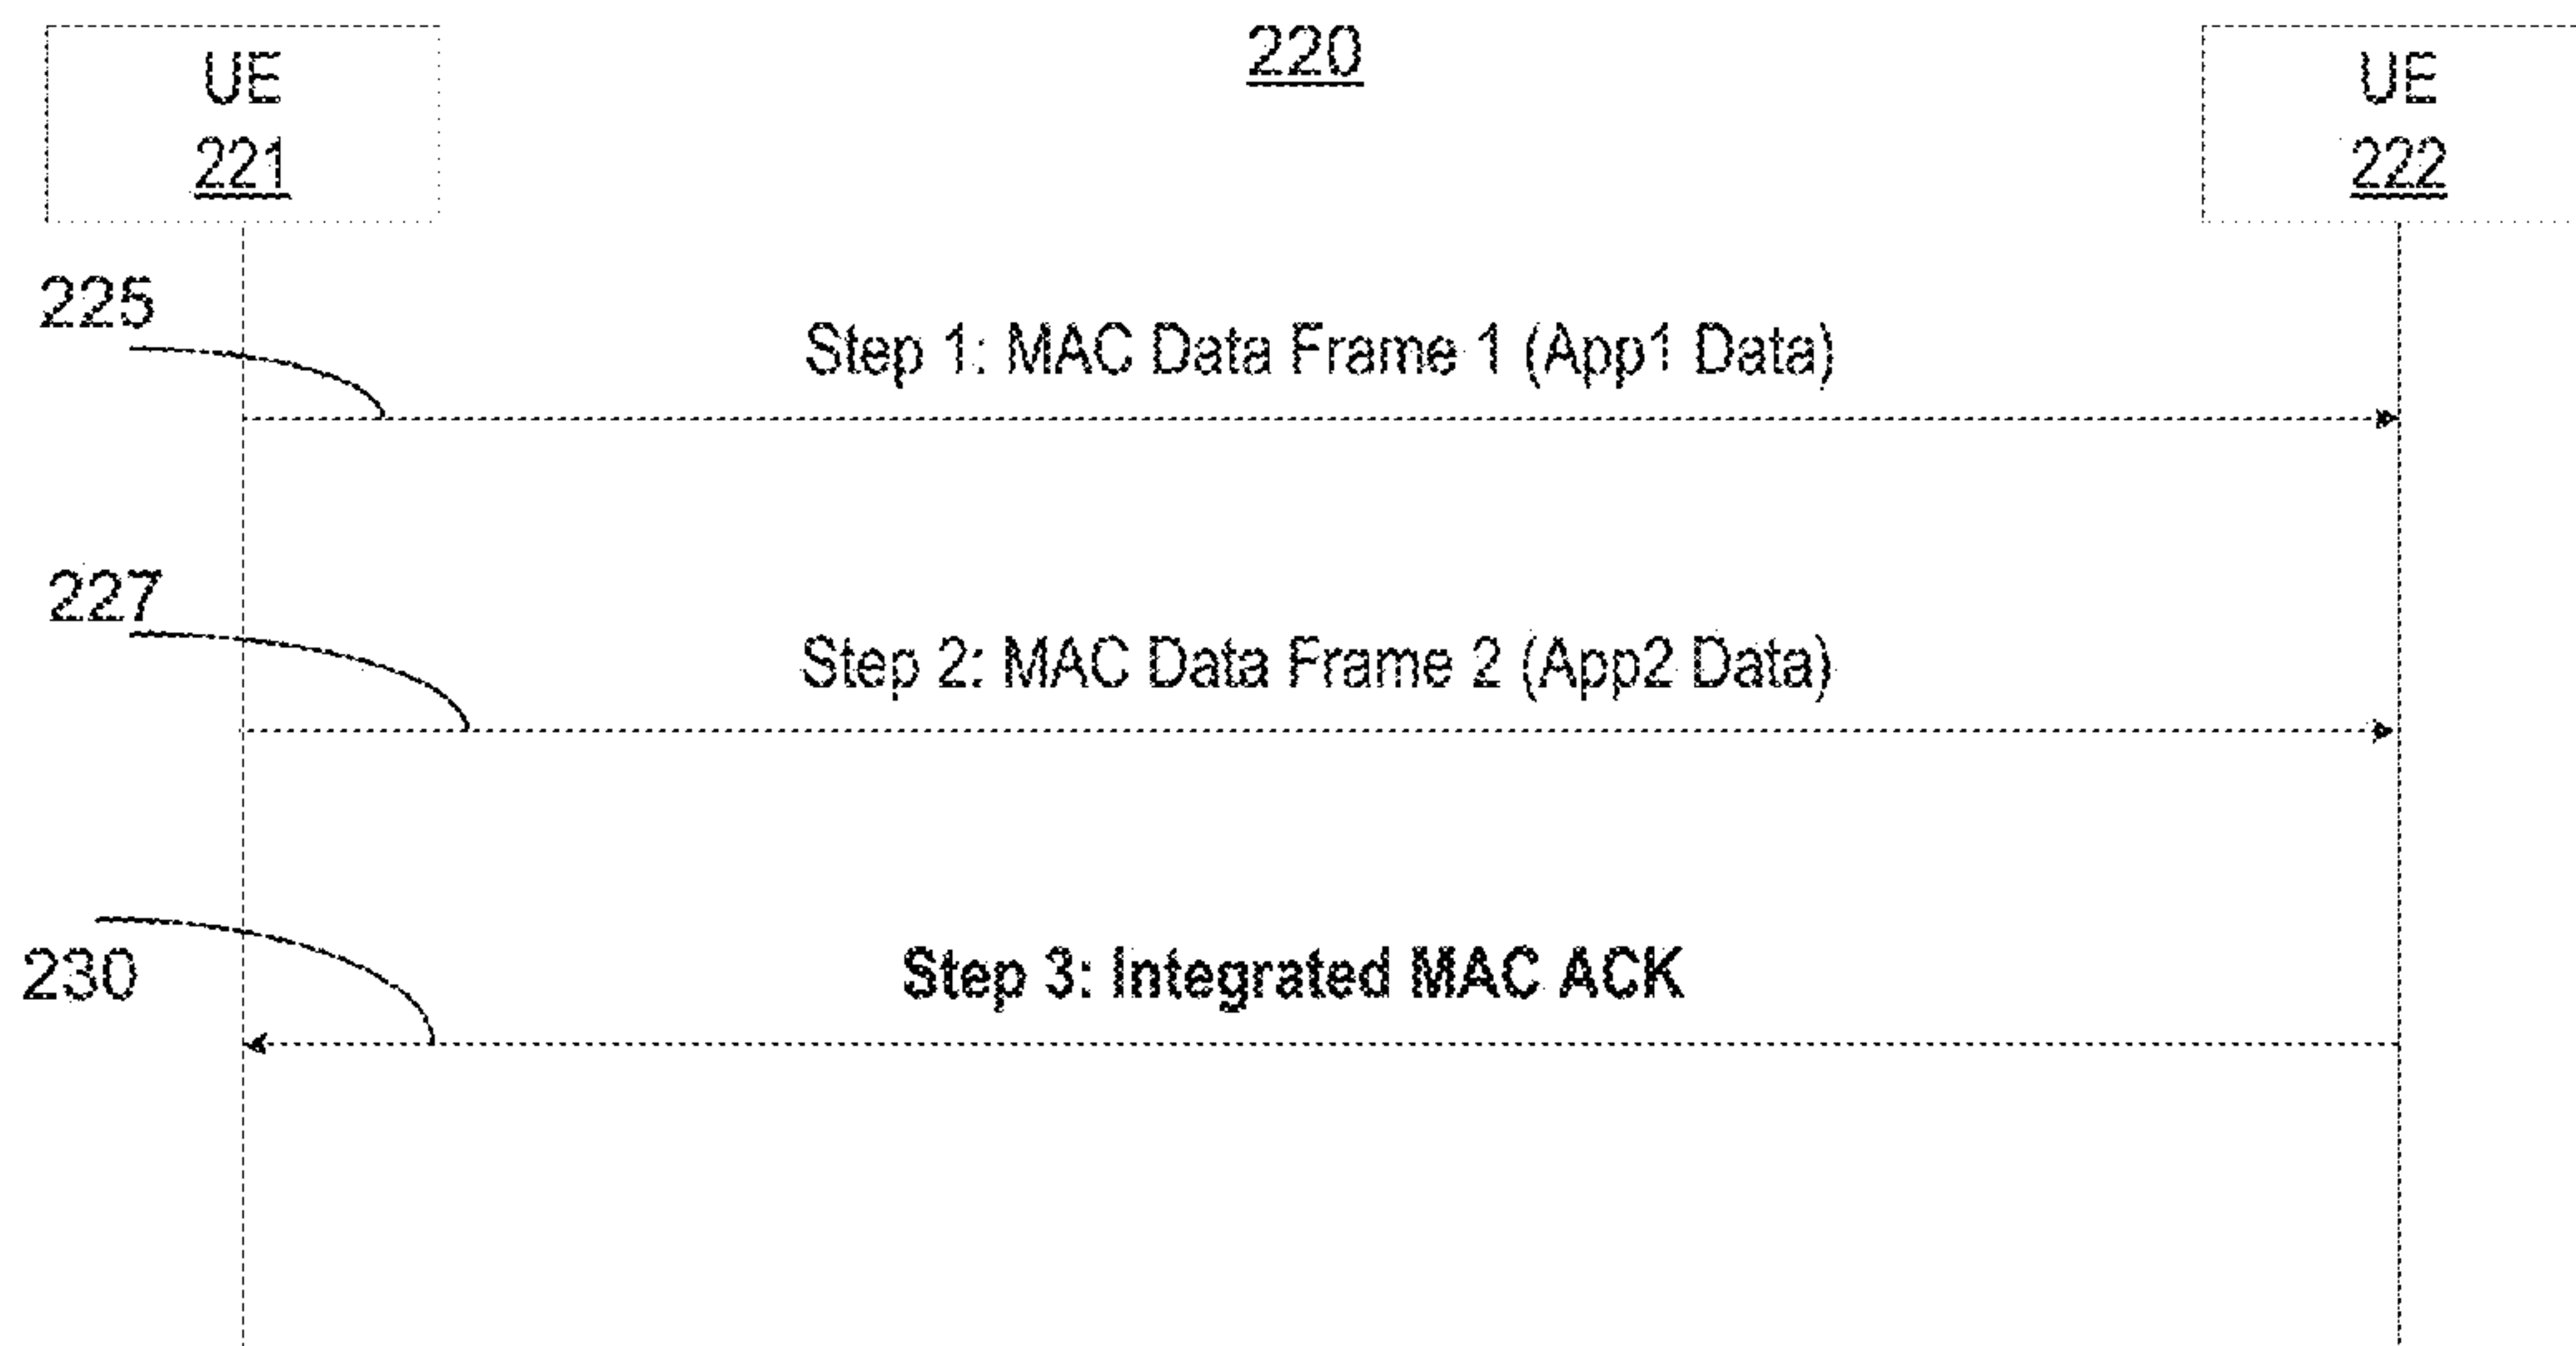 UE
221
220
UE
222
225
Step 1: MAC Data Frame 1 (App1 Data)
227
Step 2: MAC Data Frame 2 (App2 Data)
230
Step 3: Integrated MAC ACK